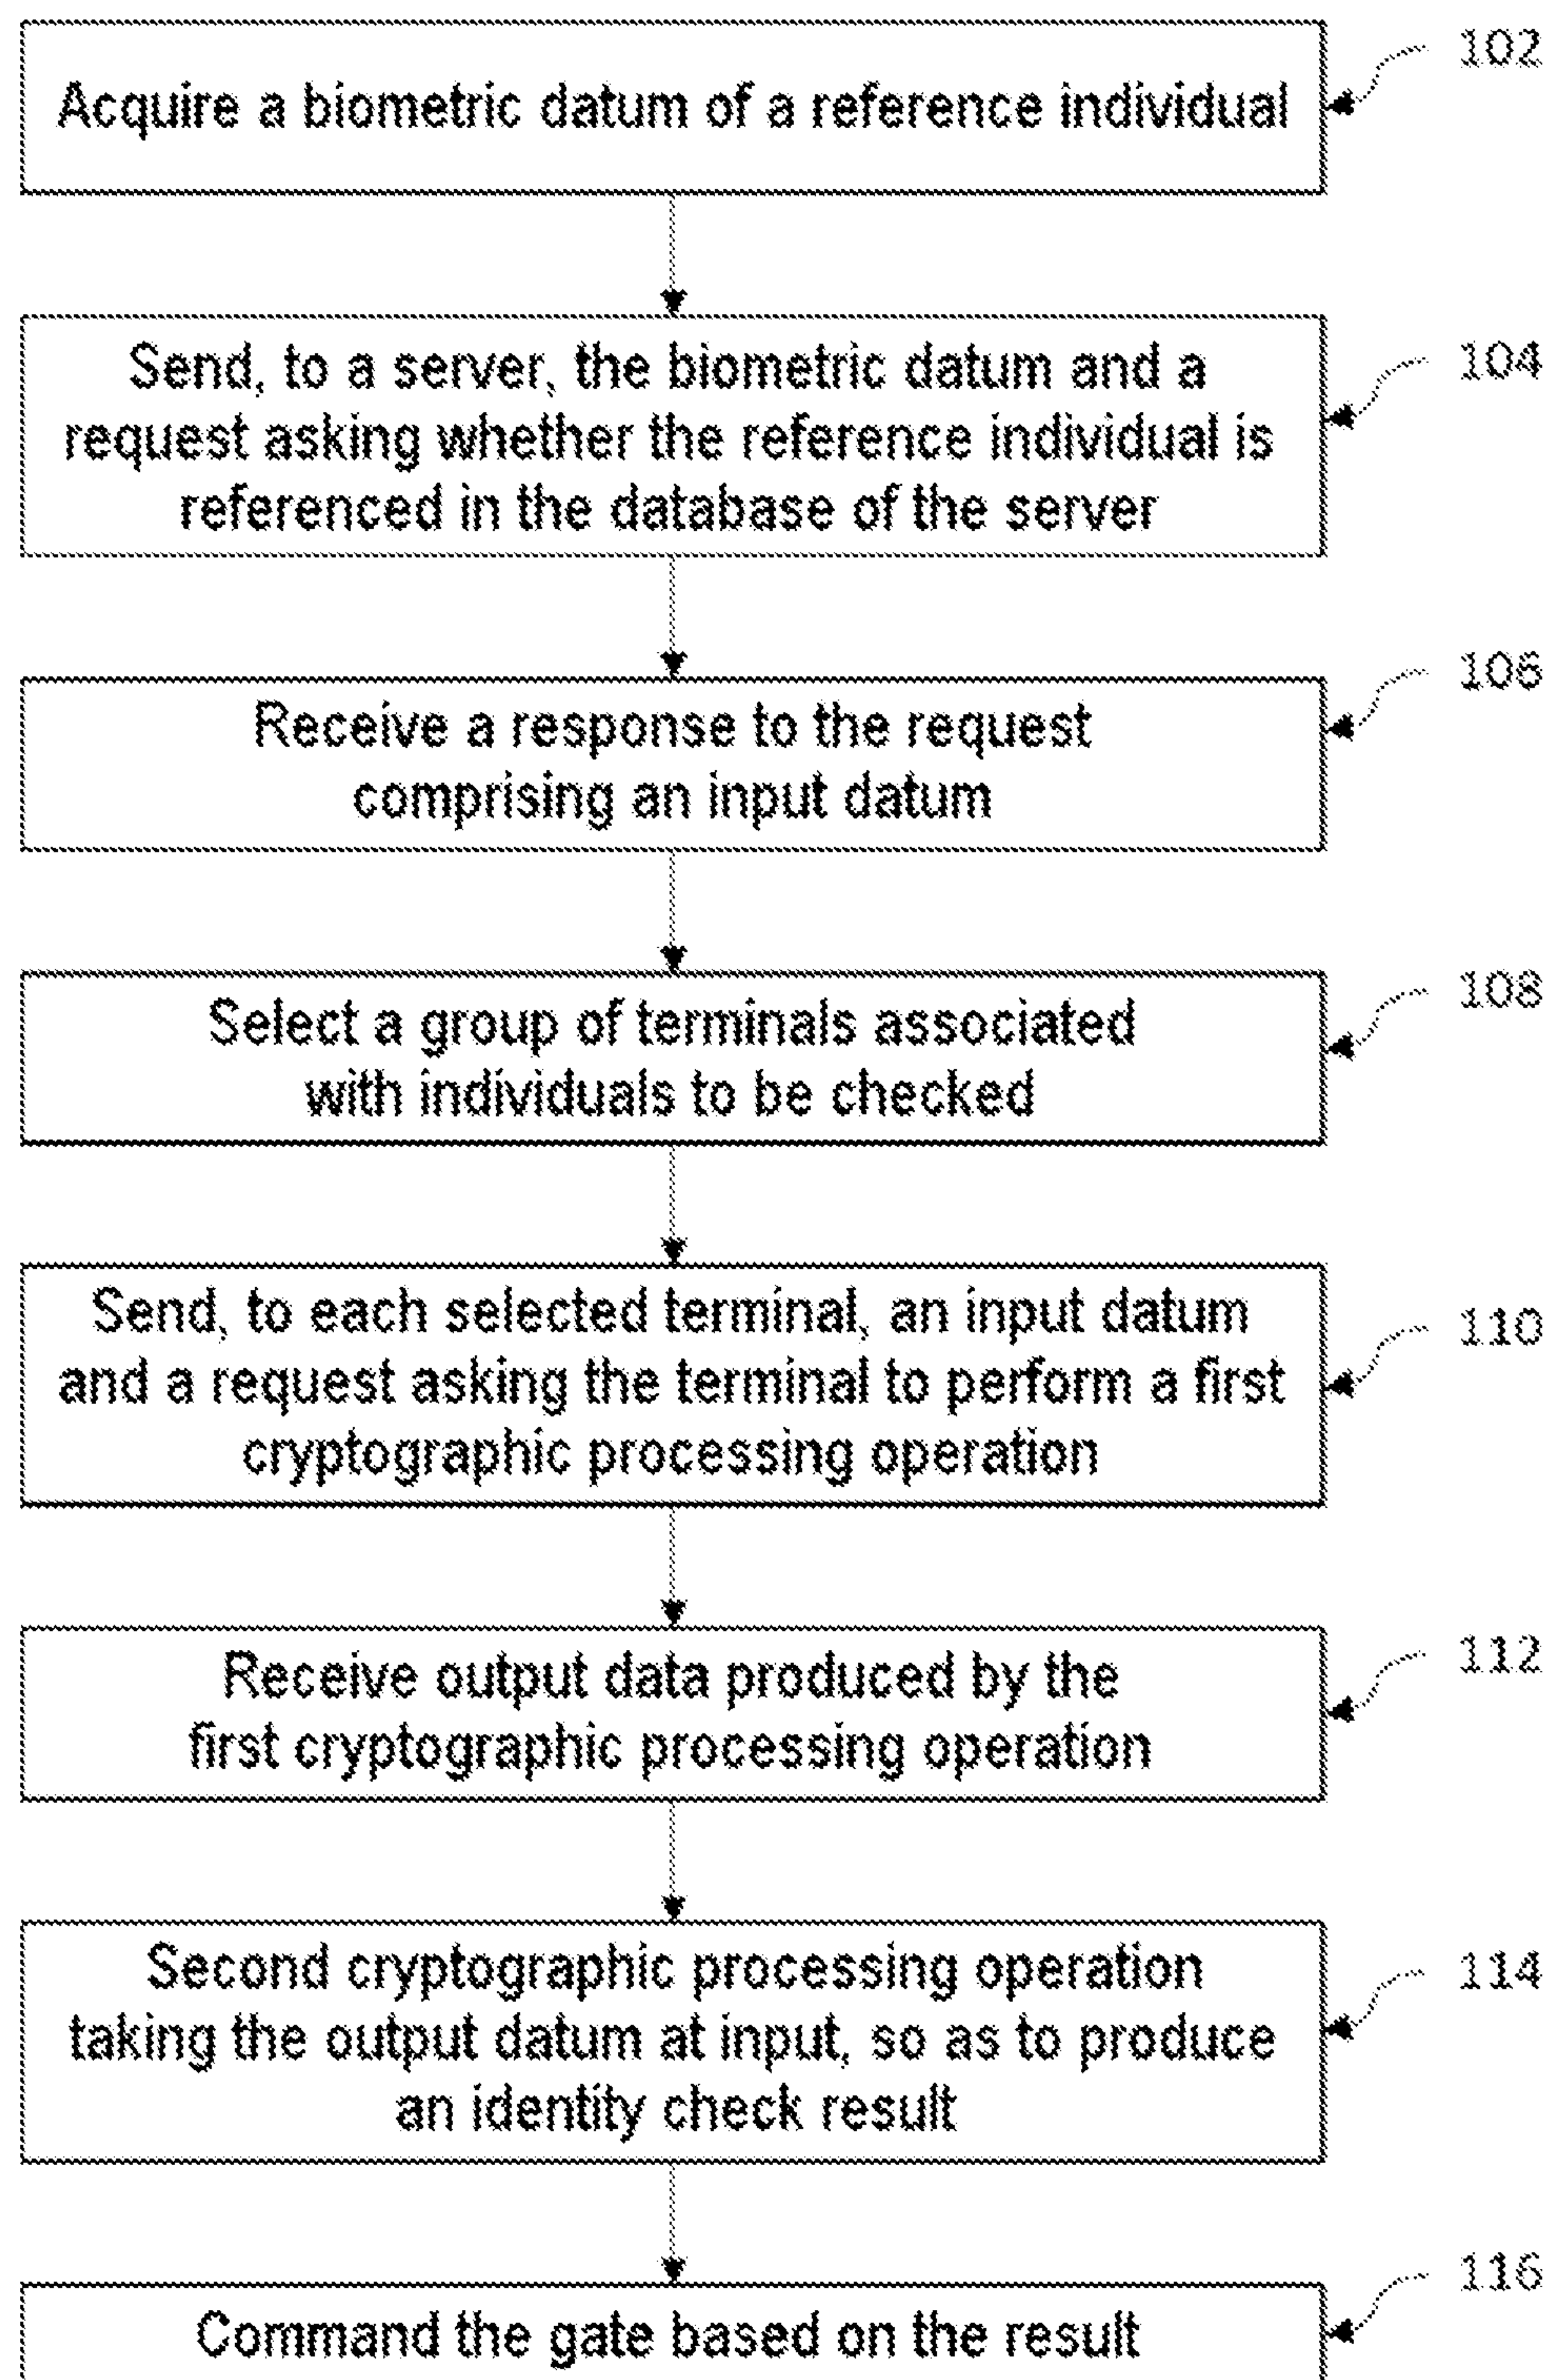 102
Acquire a biometric datum of a reference individual
104
Send, to a server, the biometric datum and a
request asking whether the reference individual is
referenced in the database of the server
106
Receive a response to the request
comprising an input datum
108
Select a group of terminals associated
with individuals to be checked
110
Send, to each selected terminal, an input datum
and a request asking the terminal to perform a first
cryptographic processing operation
112
Receive output data produced by the
first cryptographic processing operation
114
Second cryptographic processing operation
taking the output datum at input, so as to produce
an identity check result
116
Command the gate based on the result